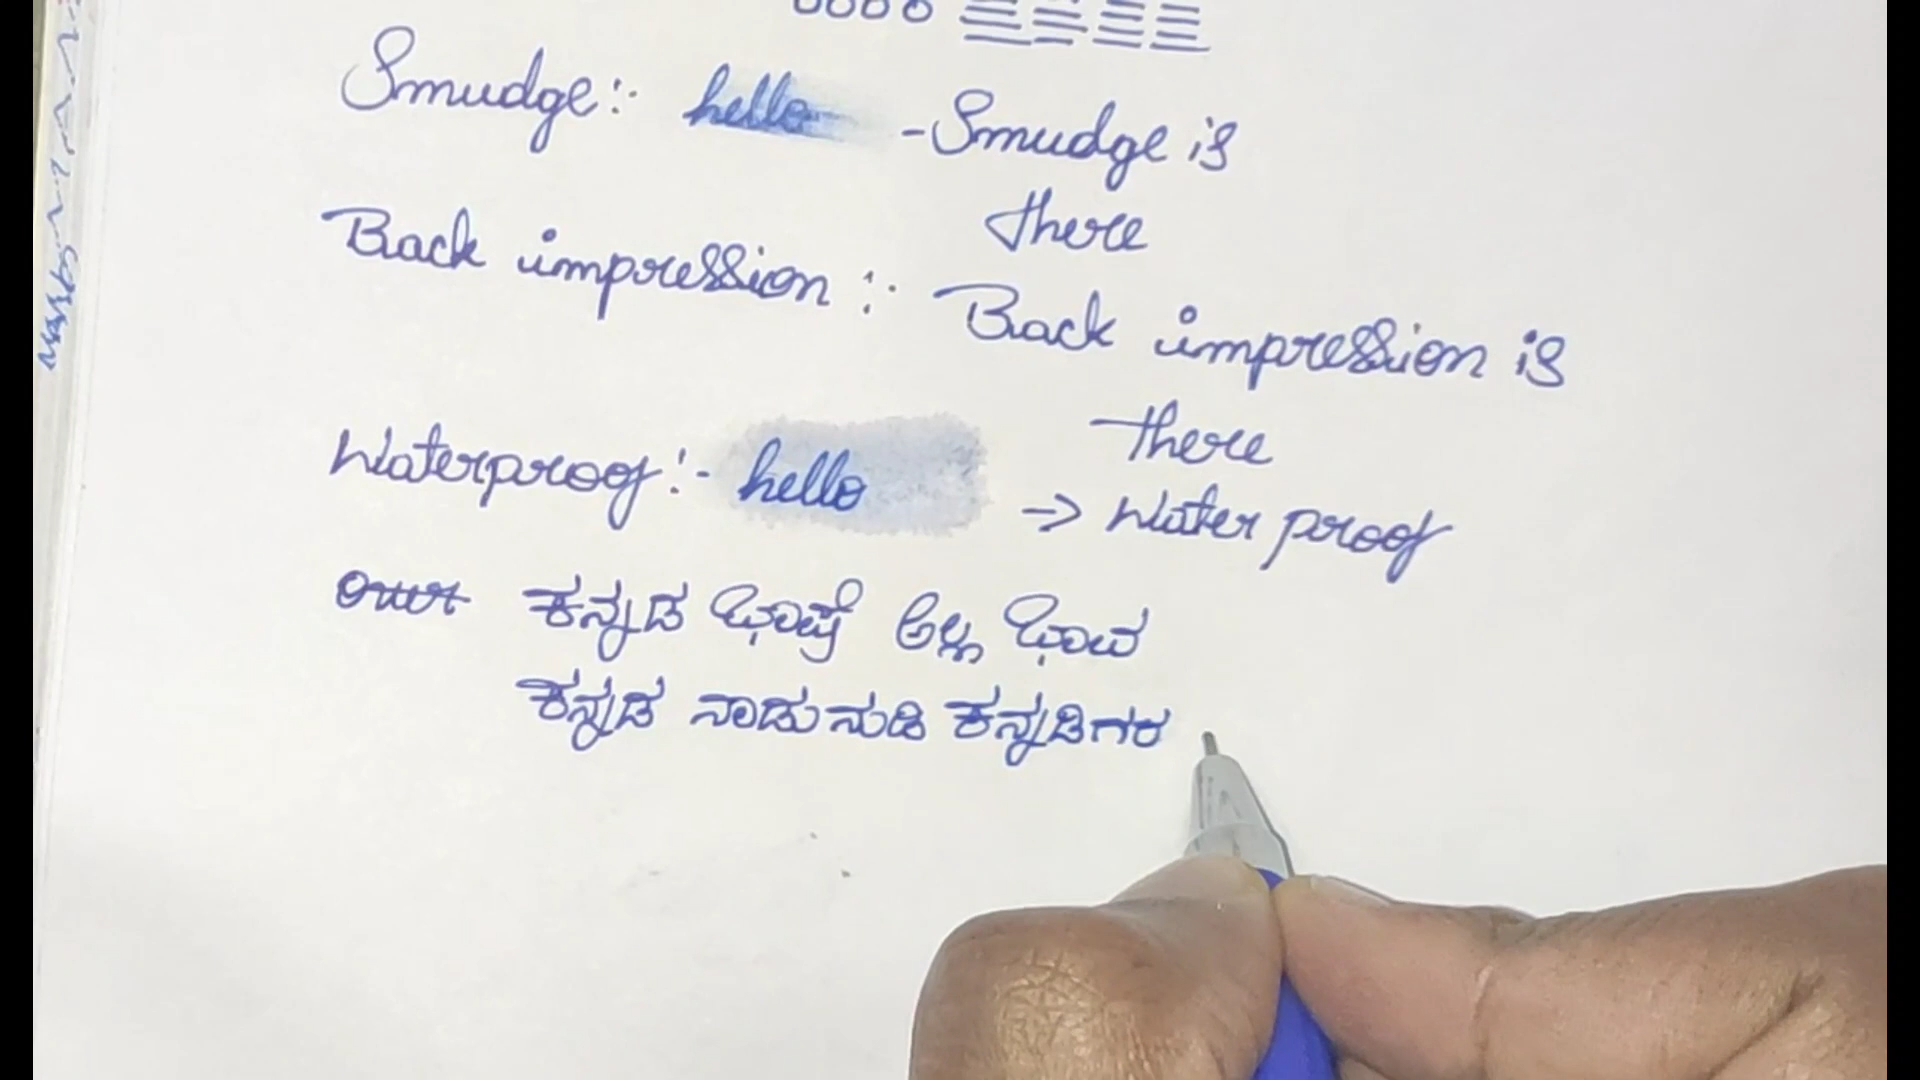 Smudge:- hello - Smudge is
there
Back impression :- Back impression is
there
Waterproof:- hello → Water proof
ಕನ್ನಡ ಭಾಷೆ ಅಲ್ಲ ಭಾವ
ಕನ್ನಡ ನಾಡು ನುಡಿ ಕನ್ನಡಿಗರ